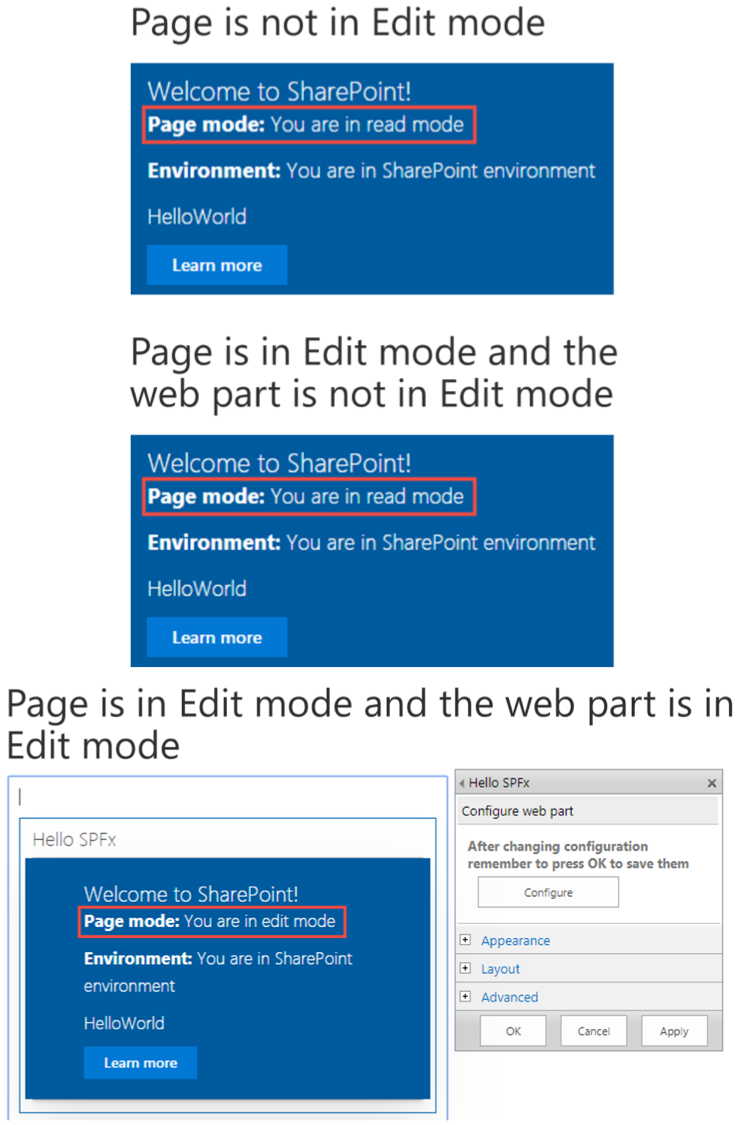 Page is not in Edit mode
Welcome to SharePoint!
Page mode: You are in read mode
Environment: You are in SharePoint environment
HelloWorld
Learn more
Page is in Edit mode and the
web part is not in Edit mode
Welcome to SharePoint!
Page mode: You are in read mode
Environment: You are in SharePoint environment
HelloWorld
Learn more
Page is in Edit mode and the web part is in
Edit mode
Hello SPFx
Welcome to SharePoint!
Page mode: You are in edit mode
Environment: You are in SharePoint
environment
HelloWorld
Learn more
Hello SPFx
Configure web part
After changing configuration
remember to press OK to save them
Configure
Appearance
Layout
Advanced
OK
Cancel
Apply